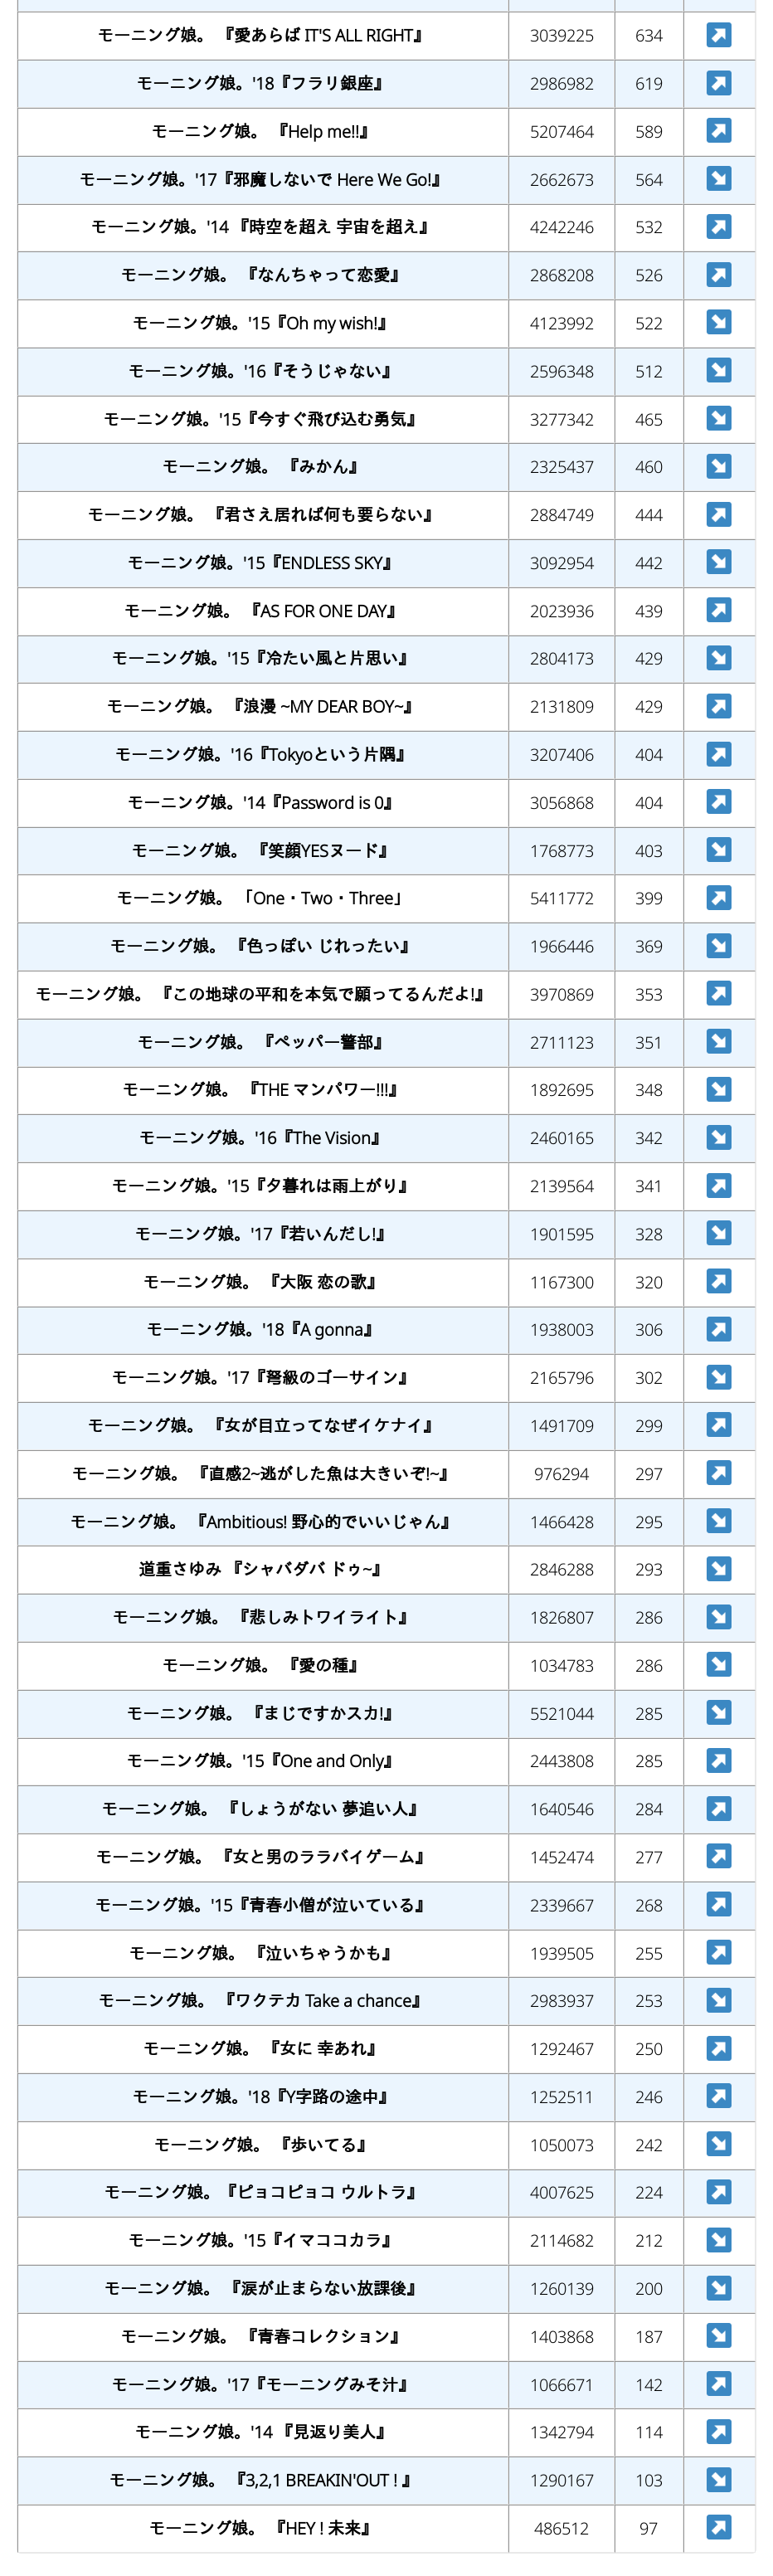 モーニング娘。 『愛あらば IT'S ALL RIGHT』 3039225 634 ↗
モーニング娘。'18『フラリ銀座』 2986982 619 ↗
モーニング娘。 『Help me!!』 5207464 589 ↗
モーニング娘。'17『邪魔しないで Here We Go!』 2662673 564 ↘
モーニング娘。'14 『時空を超え 宇宙を超え』 4242246 532 ↗
モーニング娘。 『なんちゃって恋愛』 2868208 526 ↗
モーニング娘。'15『Oh my wish!』 4123992 522 ↘
モーニング娘。'16『そうじゃない』 2596348 512 ↘
モーニング娘。'15『今すぐ飛び込む勇気』 3277342 465 ↘
モーニング娘。 『みかん』 2325437 460 ↘
モーニング娘。 『君さえ居れば何も要らない』 2884749 444 ↗
モーニング娘。'15『ENDLESS SKY』 3092954 442 ↘
モーニング娘。 『AS FOR ONE DAY』 2023936 439 ↗
モーニング娘。'15『冷たい風と片思い』 2804173 429 ↘
モーニング娘。 『浪漫 ~MY DEAR BOY~』 2131809 429 ↗
モーニング娘。'16『Tokyoという片隅』 3207406 404 ↗
モーニング娘。'14『Password is 0』 3056868 404 ↗
モーニング娘。 『笑顔YESヌード』 1768773 403 ↘
モーニング娘。 「One・Two・Three」 5411772 399 ↗
モーニング娘。 『色っぽい じれったい』 1966446 369 ↘
モーニング娘。 『この地球の平和を本気で願ってるんだよ!』 3970869 353 ↗
モーニング娘。 『ペッパー警部』 2711123 351 ↘
モーニング娘。 『THE マンパワー!!!』 1892695 348 ↘
モーニング娘。'16『The Vision』 2460165 342 ↘
モーニング娘。'15『夕暮れは雨上がり』 2139564 341 ↗
モーニング娘。'17『若いんだし!』 1901595 328 ↘
モーニング娘。 『大阪 恋の歌』 1167300 320 ↗
モーニング娘。'18『A gonna』 1938003 306 ↗
モーニング娘。'17『弩級のゴーサイン』 2165796 302 ↘
モーニング娘。 『女が目立ってなぜイケナイ』 1491709 299 ↗
モーニング娘。 『直感2~逃がした魚は大きいぞ!~』 976294 297 ↗
モーニング娘。 『Ambitious! 野心的でいいじゃん』 1466428 295 ↘
道重さゆみ 『シャバダバ ドゥ~』 2846288 293 ↘
モーニング娘。 『悲しみトワイライト』 1826807 286 ↘
モーニング娘。 『愛の種』 1034783 286 ↘
モーニング娘。 『まじですかスカ!』 5521044 285 ↘
モーニング娘。'15『One and Only』 2443808 285 ↗
モーニング娘。 『しょうがない 夢追い人』 1640546 284 ↗
モーニング娘。 『女と男のララバイゲーム』 1452474 277 ↗
モーニング娘。'15『青春小僧が泣いている』 2339667 268 ↗
モーニング娘。 『泣いちゃうかも』 1939505 255 ↗
モーニング娘。 『ワクテカ Take a chance』 2983937 253 ↘
モーニング娘。 『女に 幸あれ』 1292467 250 ↗
モーニング娘。'18『Y字路の途中』 1252511 246 ↗
モーニング娘。 『歩いてる』 1050073 242 ↘
モーニング娘。『ピョコピョコ ウルトラ』 4007625 224 ↗
モーニング娘。'15『イマココカラ』 2114682 212 ↘
モーニング娘。 『涙が止まらない放課後』 1260139 200 ↘
モーニング娘。 『青春コレクション』 1403868 187 ↘
モーニング娘。'17『モーニングみそ汁』 1066671 142 ↗
モーニング娘。'14 『見返り美人』 1342794 114 ↗
モーニング娘。 『3,2,1 BREAKIN'OUT ! 』 1290167 103 ↘
モーニング娘。 『HEY ! 未来』 486512 97 ↗